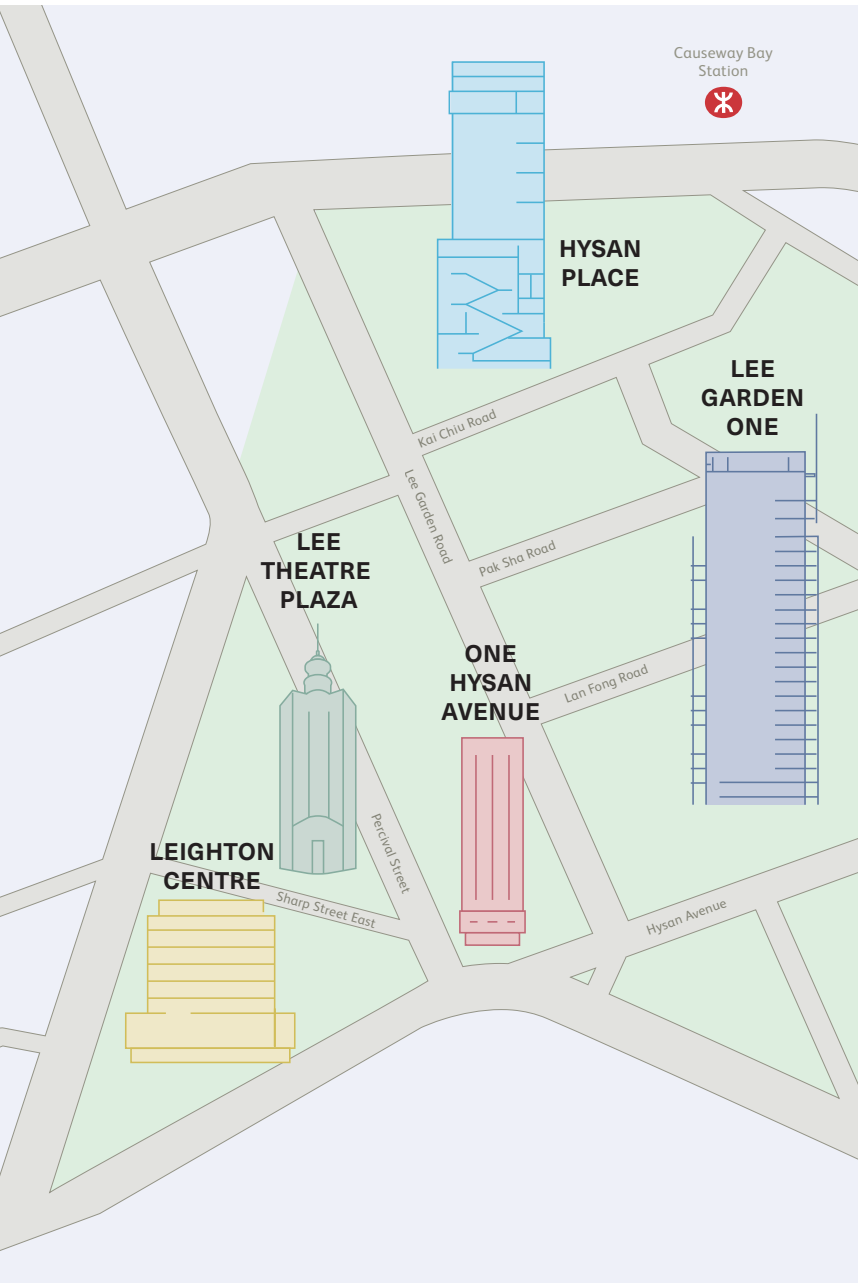 Causeway Bay
Station
HYSAN
PLACE
LEE
GARDEN
ONE
Kai Chiu Road
Lee Garden Road
Pak Sha Road
LEE
THEATRE
PLAZA
ONE
HYSAN
AVENUE
Lan Fong Road
Percival Street
LEIGHTON
CENTRE
Sharp Street East
Hysan Avenue